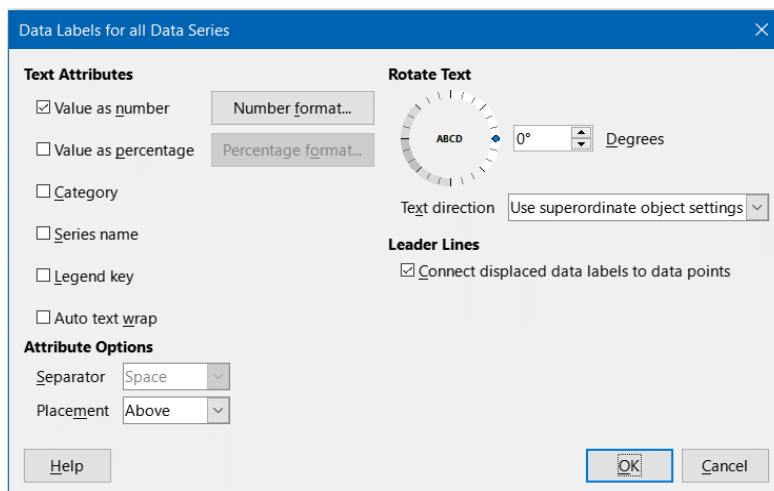 Data Labels for all Data Series
Text Attributes
Value as number
Number format...
Value as percentage
Percentage format...
Category
Series name
Legend key
Auto text wrap
Attribute Options
Separator
Space
Placement
Above
Rotate Text
ABCD
0°
Degrees
Text direction
Use superordinate object settings
Leader Lines
Connect displaced data labels to data points
Help
OK
Cancel